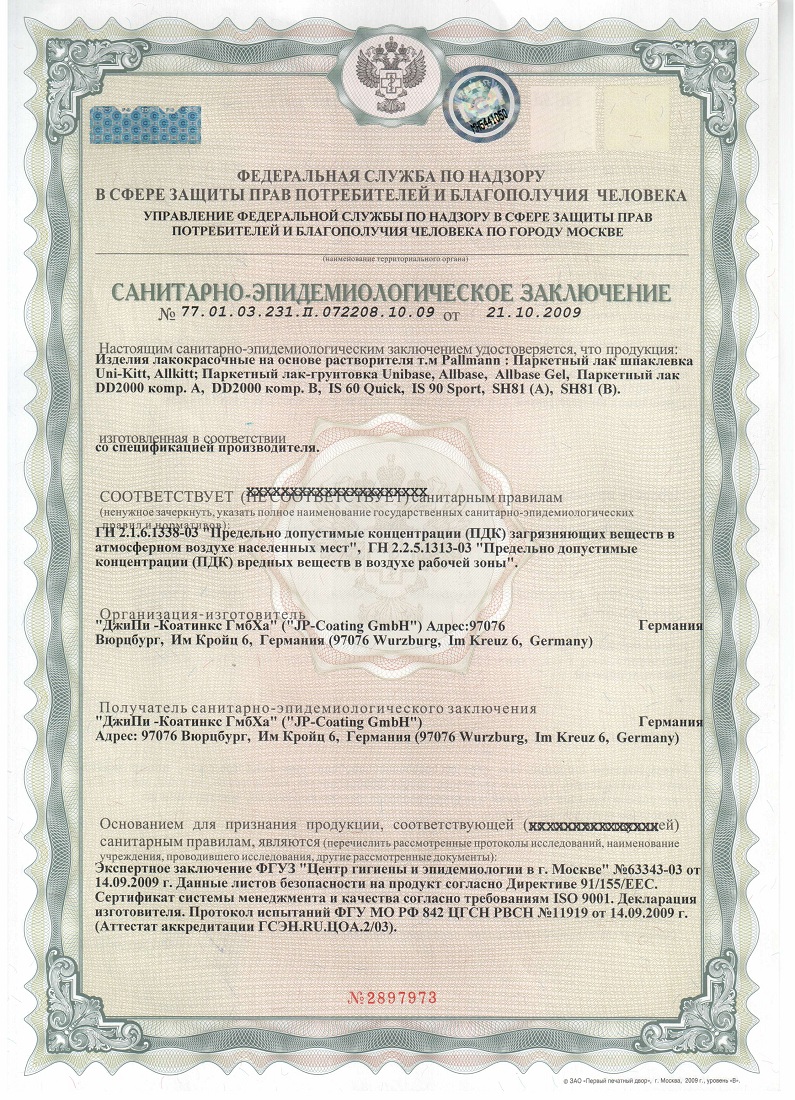 ФЕДЕРАЛЬНАЯ СЛУЖБА ПО НАДЗОРУ
В СФЕРЕ ЗАЩИТЫ ПРАВ ПОТРЕБИТЕЛЕЙ И БЛАГОПОЛУЧИЯ ЧЕЛОВЕКА
УПРАВЛЕНИЕ ФЕДЕРАЛЬНОЙ СЛУЖБЫ ПО НАДЗОРУ В СФЕРЕ ЗАЩИТЫ ПРАВ
ПОТРЕБИТЕЛЕЙ И БЛАГОПОЛУЧИЯ ЧЕЛОВЕКА ПО ГОРОДУ МОСКВЕ
(наименование территориального органа)
САНИТАРНО-ЭПИДЕМИОЛОГИЧЕСКОЕ ЗАКЛЮЧЕНИЕ
№ 77.01.03.231.П.072208.10.09 от 21.10.2009
Настоящим санитарно-эпидемиологическим заключением удостоверяется, что продукция:
Изделия лакокрасочные на основе растворителя т.м Pallmann : Паркетный лак шпаклевка
Uni-Kitt, Allkitt; Паркетный лак-грунтовка Unibase, Allbase, Allbase Gel, Паркетный лак
DD2000 комр. A, DD2000 комр. B, IS 60 Quick, IS 90 Sport, SH81 (A), SH81 (B).
изготовленная в соответствии
со спецификацией производителя.
СООТВЕТСТВУЕТ (НЕ СООТВЕТСТВУЕТ) санитарным правилам
(ненужное зачеркнуть, указать полное наименование государственных санитарно-эпидемиологических
правил и нормативов):
ГН 2.1.6.1338-03 "Предельно допустимые концентрации (ПДК) загрязняющих веществ в
атмосферном воздухе населенных мест", ГН 2.2.5.1313-03 "Предельно допустимые
концентрации (ПДК) вредных веществ в воздухе рабочей зоны".
Организация-изготовитель
"ДжиПи -Коатинкс ГмбХа" ("JP-Coating GmbH") Адрес:97076 Германия
Вюрцбург, Им Кройц 6, Германия (97076 Wurzburg, Im Kreuz 6, Germany)
Получатель санитарно-эпидемиологического заключения
"ДжиПи -Коатинкс ГмбХа" ("JP-Coating GmbH") Германия
Адрес: 97076 Вюрцбург, Им Кройц 6, Германия (97076 Wurzburg, Im Kreuz 6, Germany)
Основанием для признания продукции, соответствующей (xxxxxxxxxxxxxxxей)
санитарным правилам, являются (перечислить рассмотренные протоколы исследований, наименование
учреждения, проводившего исследования, другие рассмотренные документы):
Экспертное заключение ФГУЗ "Центр гигиены и эпидемиологии в г. Москве" №63343-03 от
14.09.2009 г. Данные листов безопасности на продукт согласно Директиве 91/155/EEC.
Сертификат системы менеджмента и качества согласно требованиям ISO 9001. Декларация
изготовителя. Протокол испытаний ФГУ МО РФ 842 ЦГСН РВСН №11919 от 14.09.2009 г.
(Аттестат аккредитации ГСЭН.RU.ЦОА.2/03).
№2897973
© ЗАО «Первый печатный двор», г. Москва, 2009 г., уровень «В».